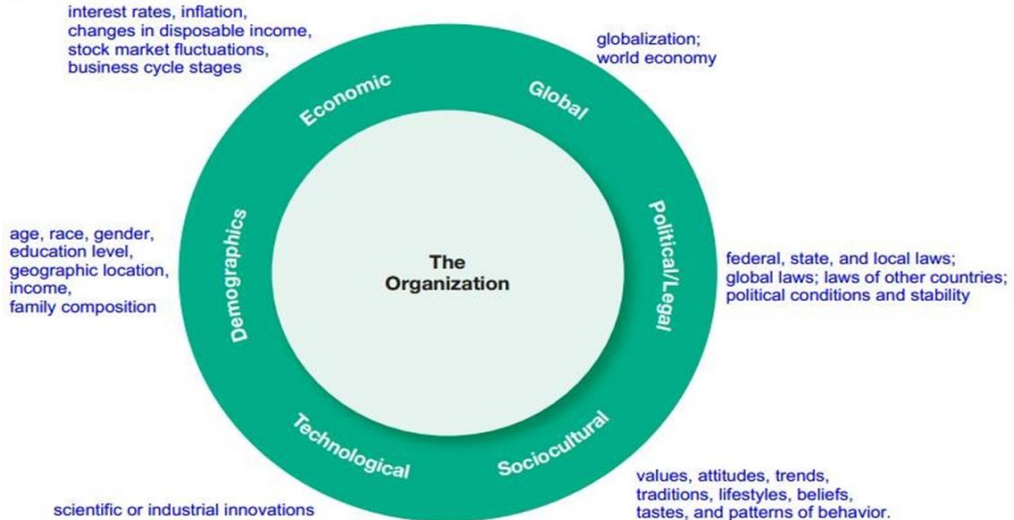 interest rates, inflation,
changes in disposable income,
stock market fluctuations,
business cycle stages
globalization;
world economy
Economic
Global
age, race, gender,
education level,
geographic location,
income,
family composition
Demographics
The
Organization
Political/Legal
federal, state, and local laws;
global laws; laws of other countries;
political conditions and stability
Technological
Sociocultural
scientific or industrial innovations
values, attitudes, trends,
traditions, lifestyles, beliefs,
tastes, and patterns of behavior.